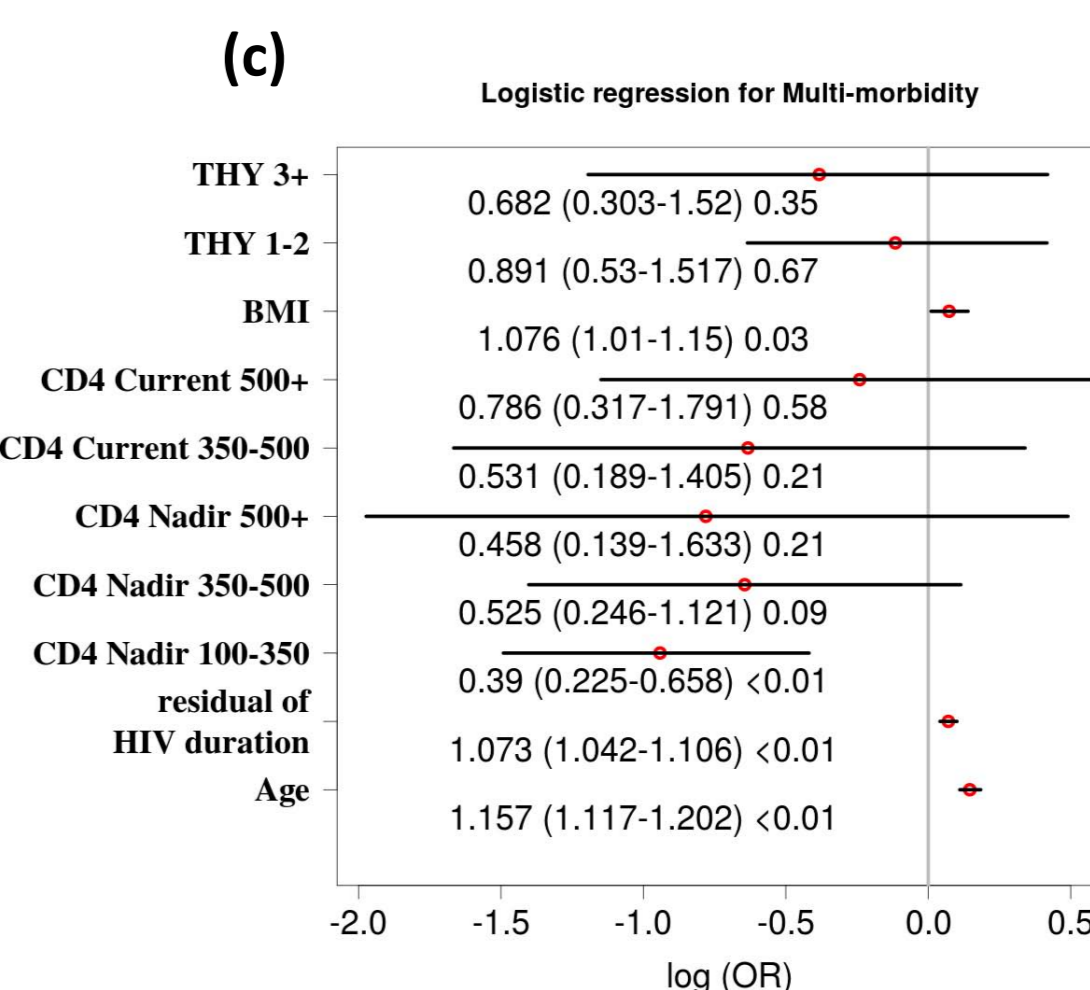 (c)
Logistic regression for Multi-morbidity
THY 3+
0.682 (0.303-1.52) 0.35
THY 1-2
0.891 (0.53-1.517) 0.67
BMI
1.076 (1.01-1.15) 0.03
CD4 Current 500+
0.786 (0.317-1.791) 0.58
CD4 Current 350-500
0.531 (0.189-1.405) 0.21
CD4 Nadir 500+
0.458 (0.139-1.633) 0.21
CD4 Nadir 350-500
0.525 (0.246-1.121) 0.09
CD4 Nadir 100-350
0.39 (0.225-0.658) <0.01
residual of
HIV duration
1.073 (1.042-1.106) <0.01
Age
1.157 (1.117-1.202) <0.01
-2.0 -1.5 -1.0 -0.5 0.0 0.5
log (OR)